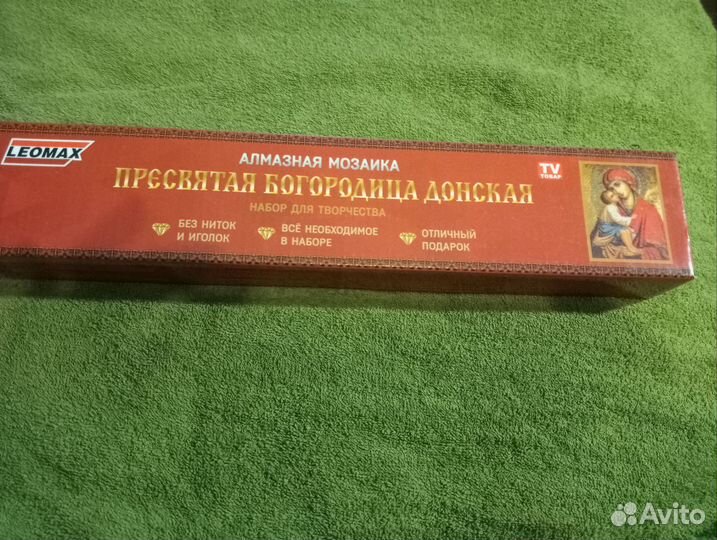 LEOMAX
АЛМАЗНАЯ МОЗАИКА
ПРЕСВЯТАЯ БОГОРОДИЦА ДОНСКАЯ
НАБОР ДЛЯ ТВОРЧЕСТВА
БЕЗ НИТОК
И ИГОЛОК
ВСЁ НЕОБХОДИМОЕ
В НАБОРЕ
ОТЛИЧНЫЙ
ПОДАРОК
TV
ТОВАР
Avito